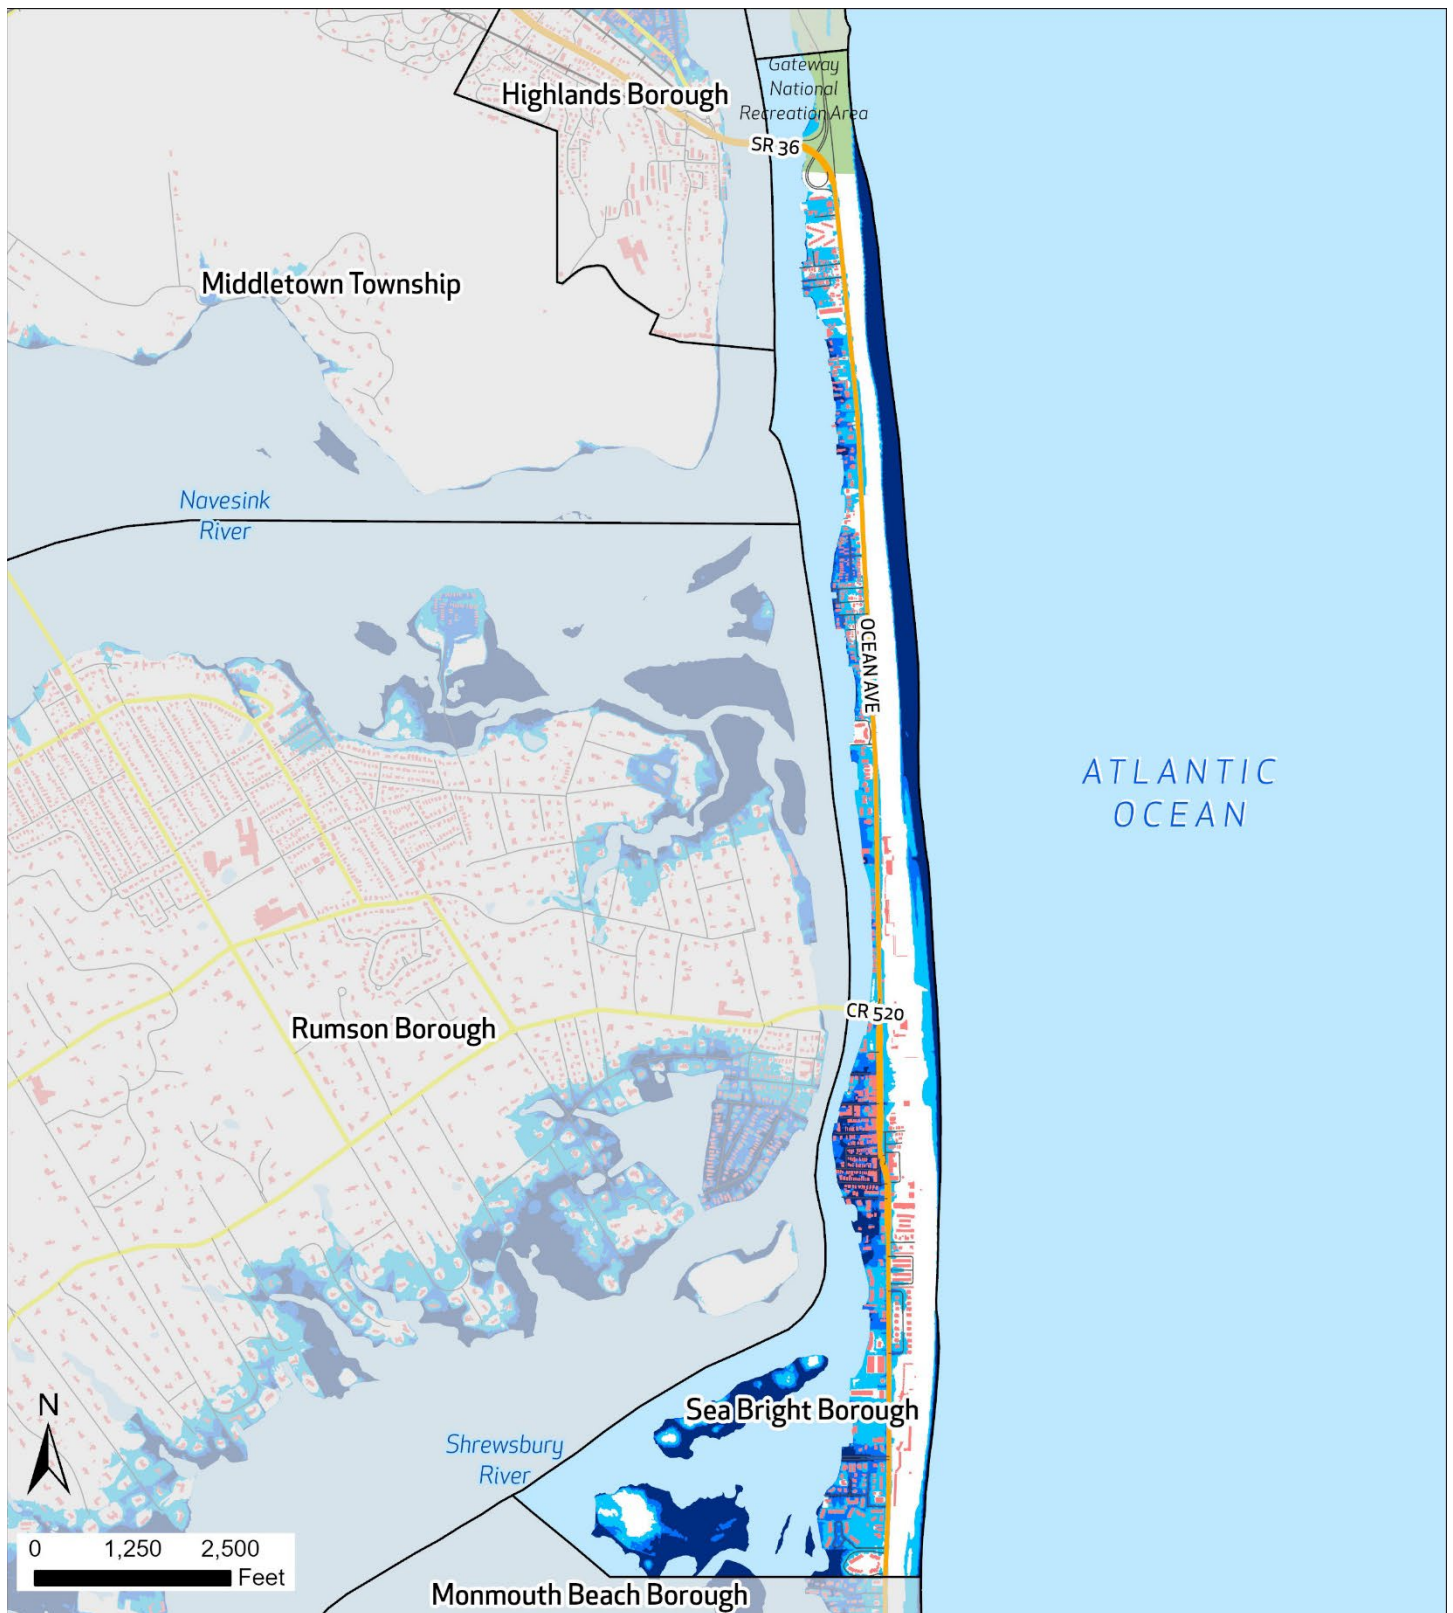 Gateway
National
Recreation Area
Highlands Borough
SR 36
Middletown Township
Navesink
River
OCEAN AVE
ATLANTIC
OCEAN
CR 520
Rumson Borough
N
Sea Bright Borough
Shrewsbury
River
0 1,250 2,500
Feet
Monmouth Beach Borough